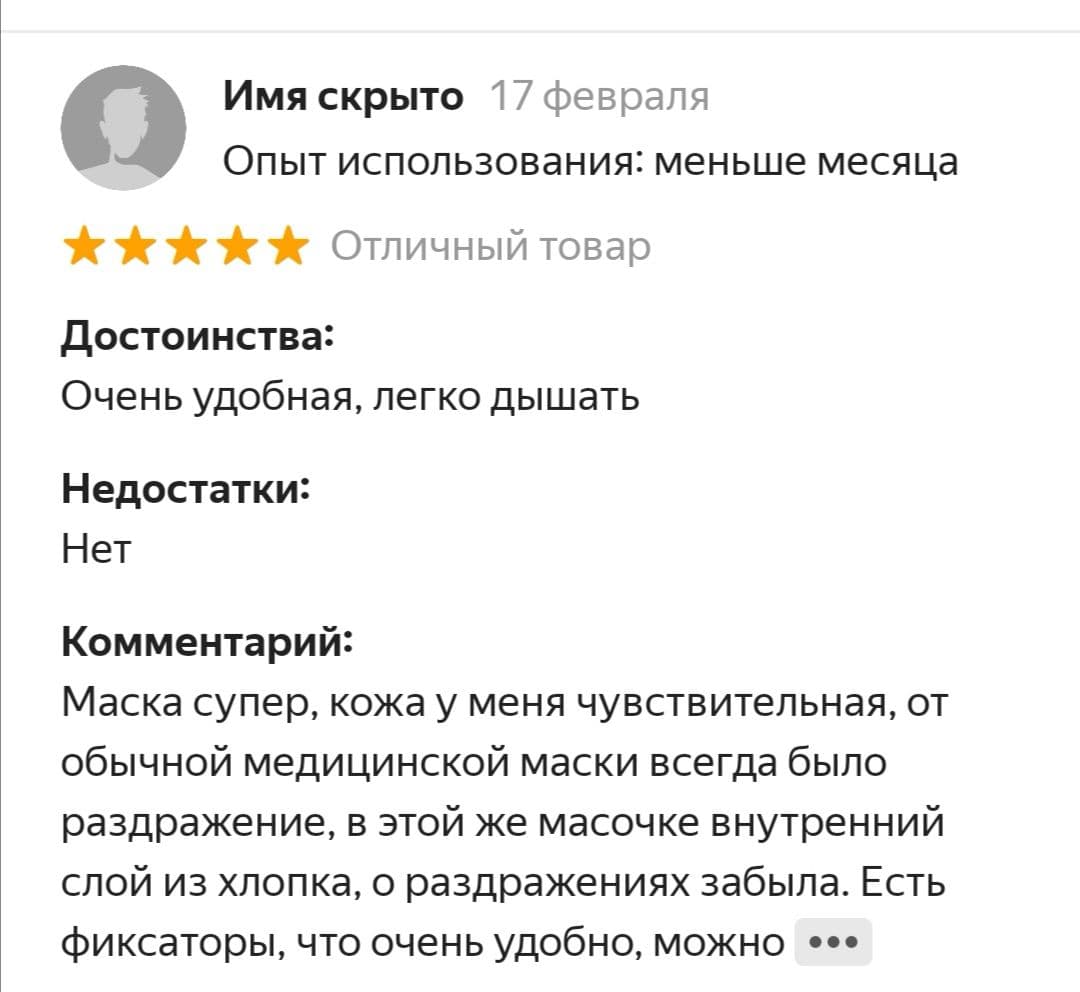 Имя скрыто 17 февраля
Опыт использования: меньше месяца
Отличный товар
Достоинства:
Очень удобная, легко дышать
Недостатки:
Нет
Комментарий:
Маска супер, кожа у меня чувствительная, от
обычной медицинской маски всегда было
раздражение, в этой же масочке внутренний
слой из хлопка, о раздражениях забыла. Есть
фиксаторы, что очень удобно, можно •••